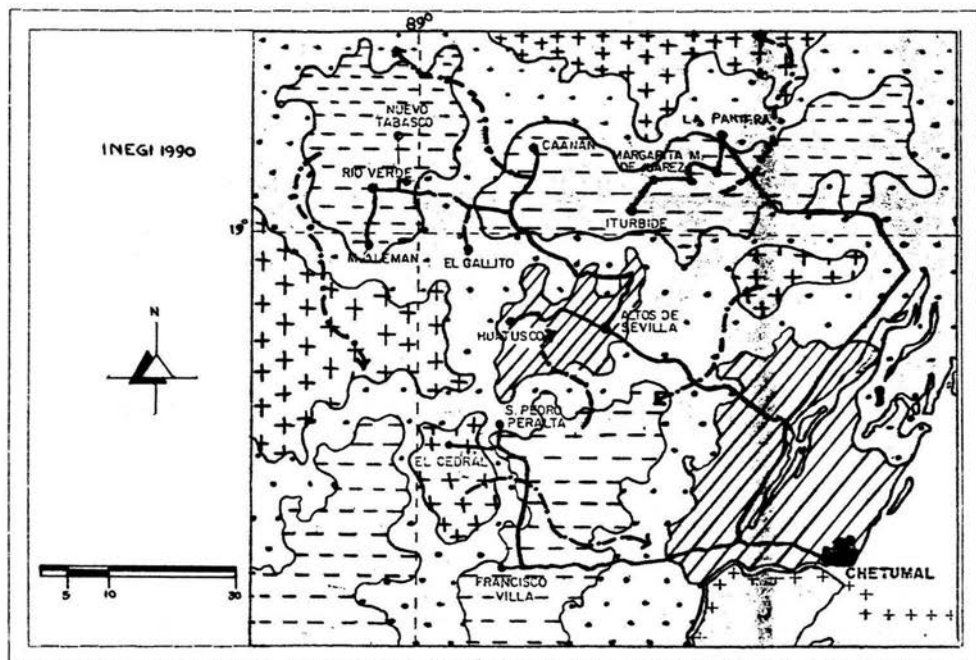 89°
NUEVO
TABASCO
LA PANTERA
INEGI 1990
CAANAN
MARGARITA M.
DE JUAREZ
RIO VERDE
ITURBIDE
19°
M. ALEMAN
EL GALLITO
N
ALTOS DE
SEVILLA
HUATUSCO
S. PEDRO
PERALTA
EL CEDRAL
5 10 30
FRANCISCO
VILLA
CHETUMAL